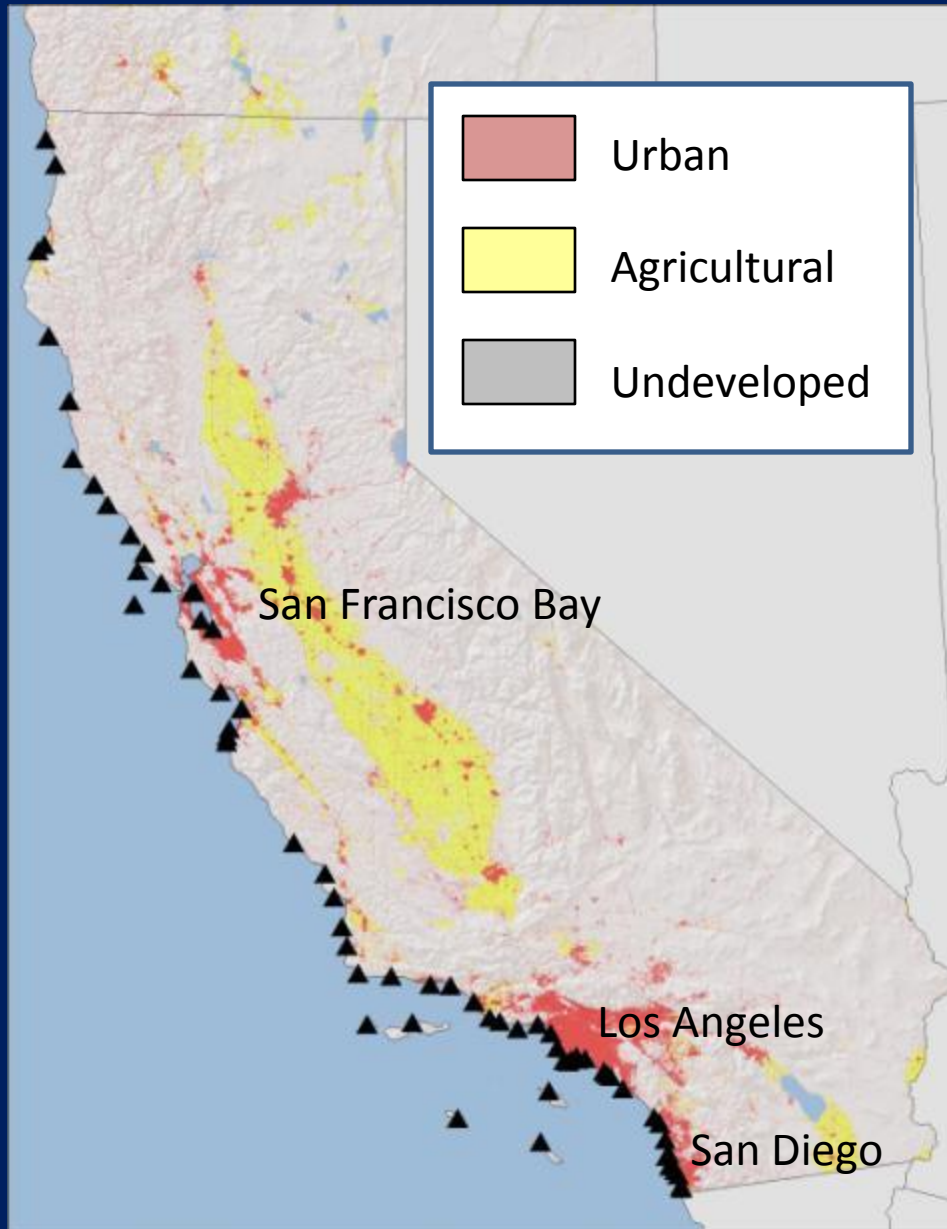 Urban
Agricultural
Undeveloped
San Francisco Bay
Los Angeles
San Diego